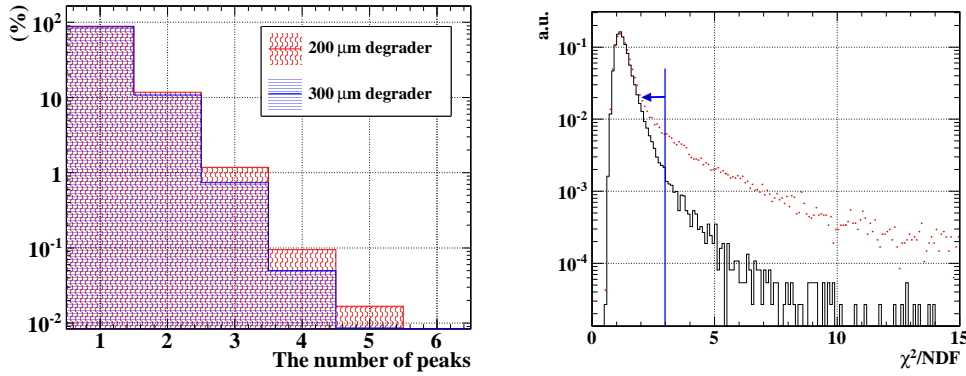 (%)
10²
10
1
10⁻¹
10⁻²
1 2 3 4 5 6
The number of peaks
200 μm degrader
300 μm degrader
a.u.
10⁻¹
10⁻²
10⁻³
10⁻⁴
0 5 10 15
χ²/NDF